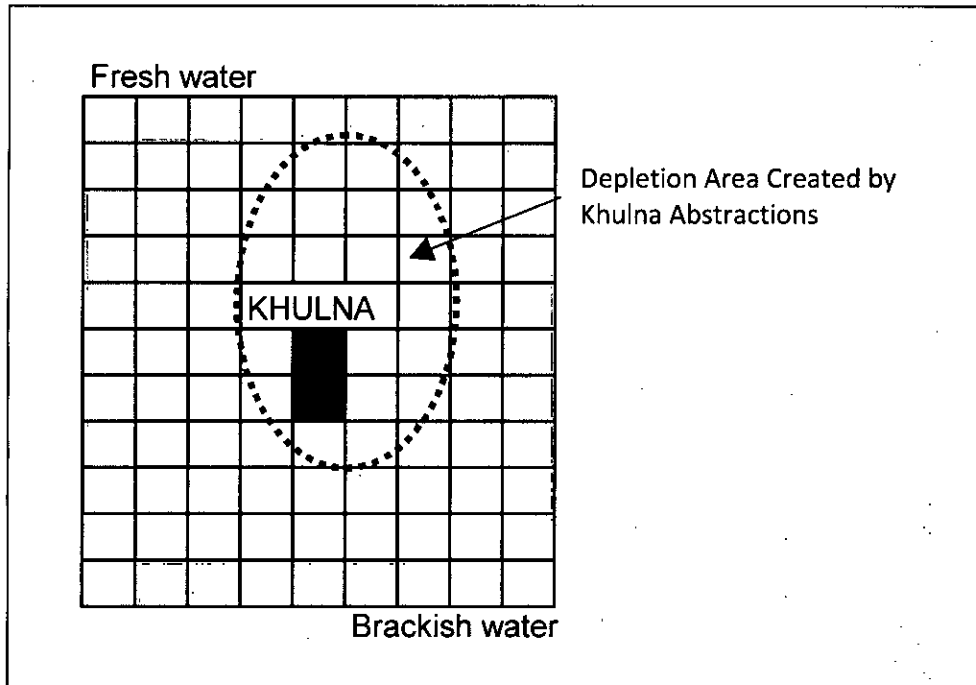 Fresh water
Depletion Area Created by
Khulna Abstractions
KHULNA
Brackish water